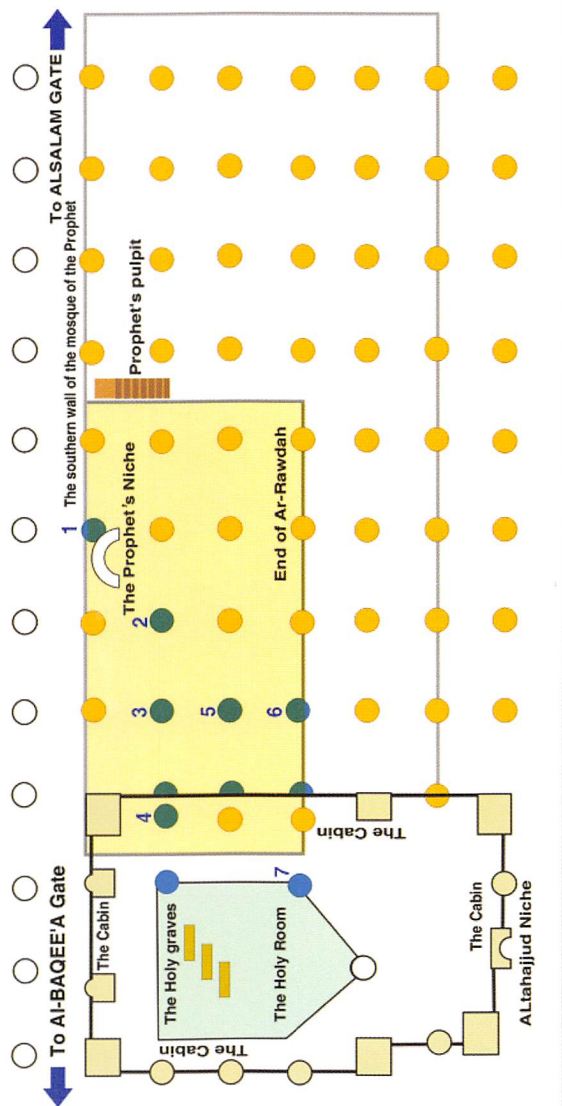 To Al-BAQEE'A Gate
To ALSALAM GATE
The southern wall of the mosque of the Prophet
1
The Cabin
The Prophet's Niche
Prophet's pulpit
4
3
2
The Holy graves
5
The Holy Room
7
6
End of Ar-Rawdah
The Cabin
The Cabin
The Cabin
ALtahajjud Niche